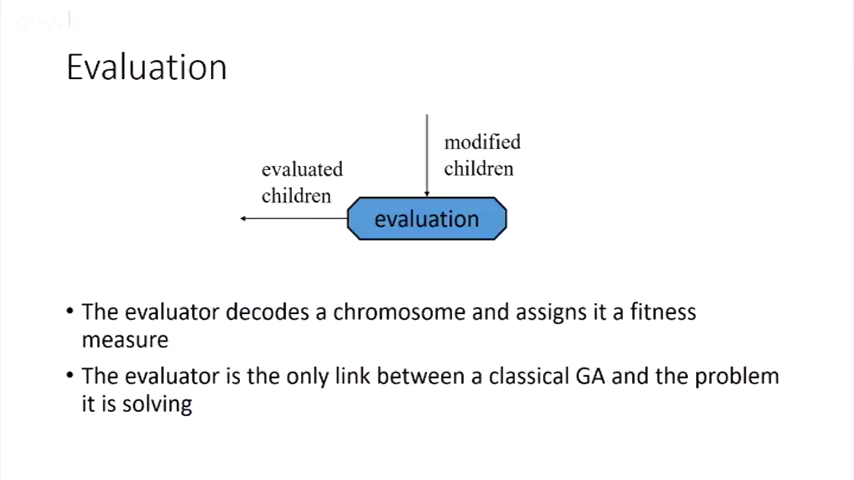 Evaluation
modified
children
evaluated
children
evaluation
• The evaluator decodes a chromosome and assigns it a fitness
measure
• The evaluator is the only link between a classical GA and the problem
it is solving